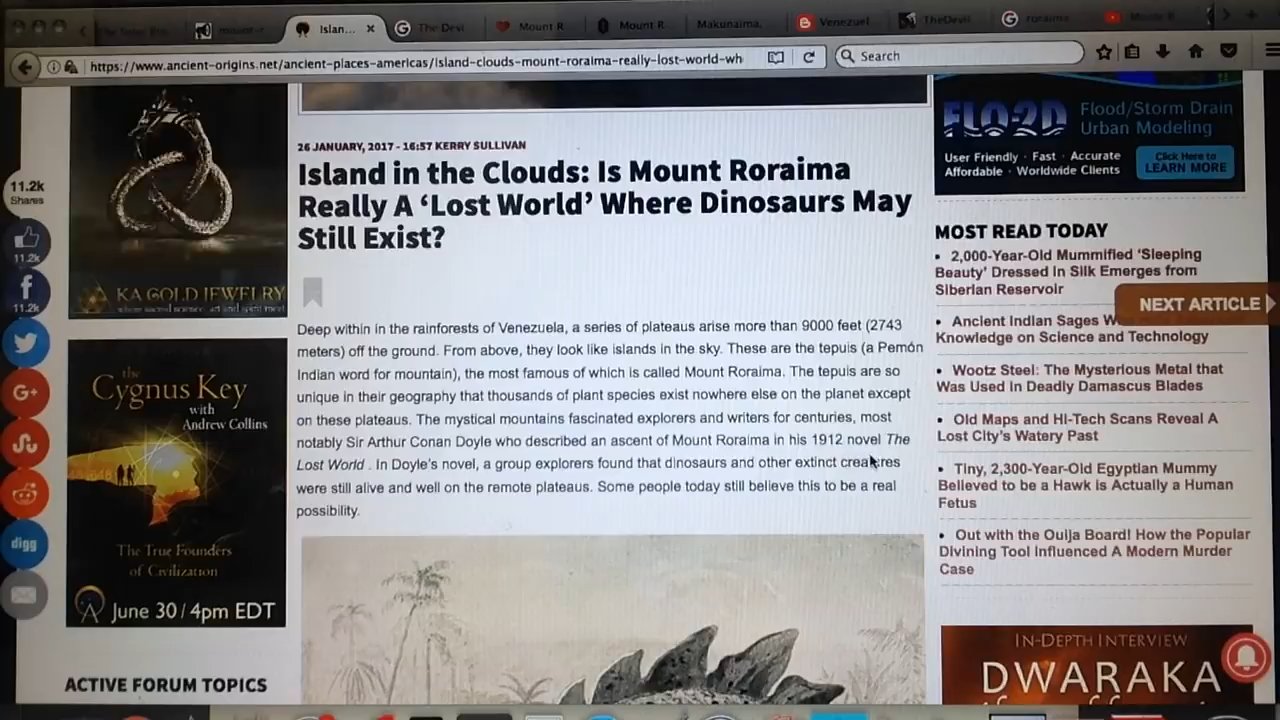 Islan...
The Devi
Mount R
Mount R...
Makunaima.
Venezuel
TheDevil
roraima
https://www.ancient-origins.net/ancient-places-americas/island-clouds-mount-roraima-really-lost-world-wh
Search
11.2k
Shares
11.2k
11.2k
digg
KA GOLD JEWELRY
the
Cygnus Key
with
Andrew Collins
The True Founders
of Civilization
June 30 / 4pm EDT
ACTIVE FORUM TOPICS
26 JANUARY, 2017 - 16:57 KERRY SULLIVAN
Island in the Clouds: Is Mount Roraima
Really A ‘Lost World’ Where Dinosaurs May
Still Exist?
Deep within in the rainforests of Venezuela, a series of plateaus arise more than 9000 feet (2743
meters) off the ground. From above, they look like islands in the sky. These are the tepuis (a Pemón
Indian word for mountain), the most famous of which is called Mount Roraima. The tepuis are so
unique in their geography that thousands of plant species exist nowhere else on the planet except
on these plateaus. The mystical mountains fascinated explorers and writers for centuries, most
notably Sir Arthur Conan Doyle who described an ascent of Mount Roraima in his 1912 novel The
Lost World . In Doyle's novel, a group explorers found that dinosaurs and other extinct creatures
were still alive and well on the remote plateaus. Some people today still believe this to be a real
possibility.
FLO-2D
Flood/Storm Drain
Urban Modeling
User Friendly · Fast · Accurate
Affordable · Worldwide Clients
Click Here to
LEARN MORE
MOST READ TODAY
• 2,000-Year-Old Mummified ‘Sleeping
Beauty’ Dressed in Silk Emerges from
Siberian Reservoir
NEXT ARTICLE
• Ancient Indian Sages
Knowledge on Science and Technology
• Wootz Steel: The Mysterious Metal that
Was Used in Deadly Damascus Blades
• Old Maps and Hi-Tech Scans Reveal A
Lost City's Watery Past
• Tiny, 2,300-Year-Old Egyptian Mummy
Believed to be a Hawk is Actually a Human
Fetus
• Out with the Ouija Board! How the Popular
Divining Tool Influenced A Modern Murder
Case
IN-DEPTH INTERVIEW
DWARAKA